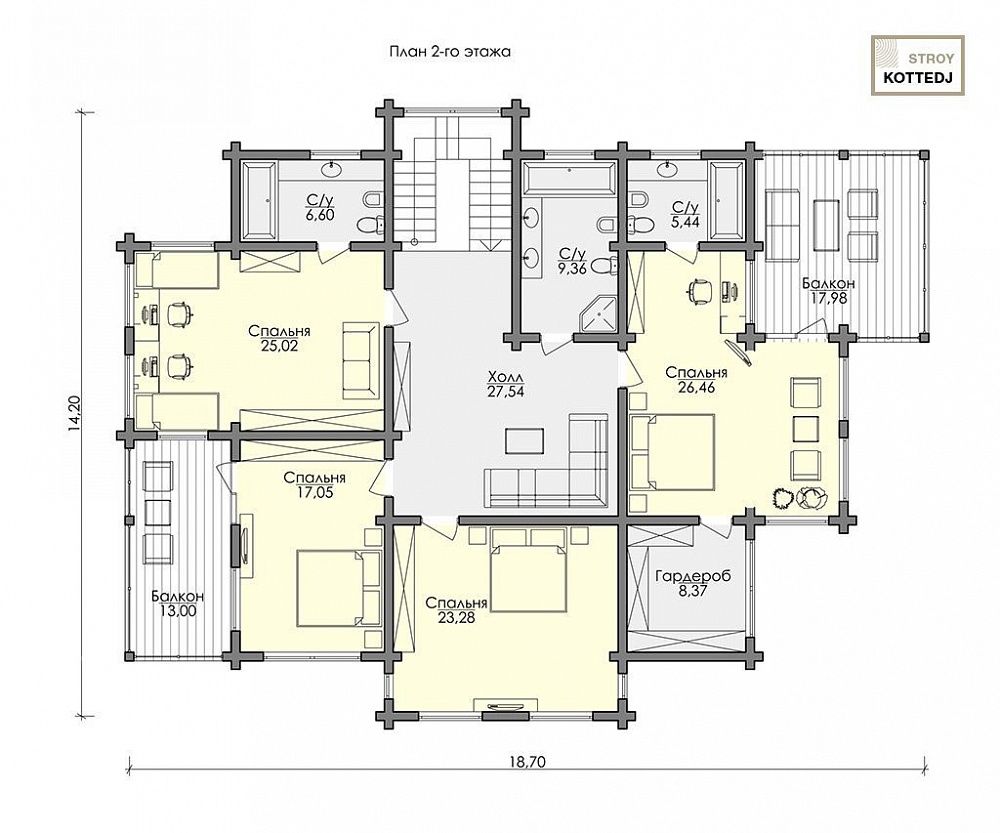 План 2-го этажа
STROY
KOTTEDJ
С/у
6,60
С/у
9,36
С/у
5,44
Балкон
17,98
Спальня
25,02
Холл
27,54
Спальня
26,46
14,20
Спальня
17,05
Балкон
13,00
Спальня
23,28
Гардероб
8,37
18,70